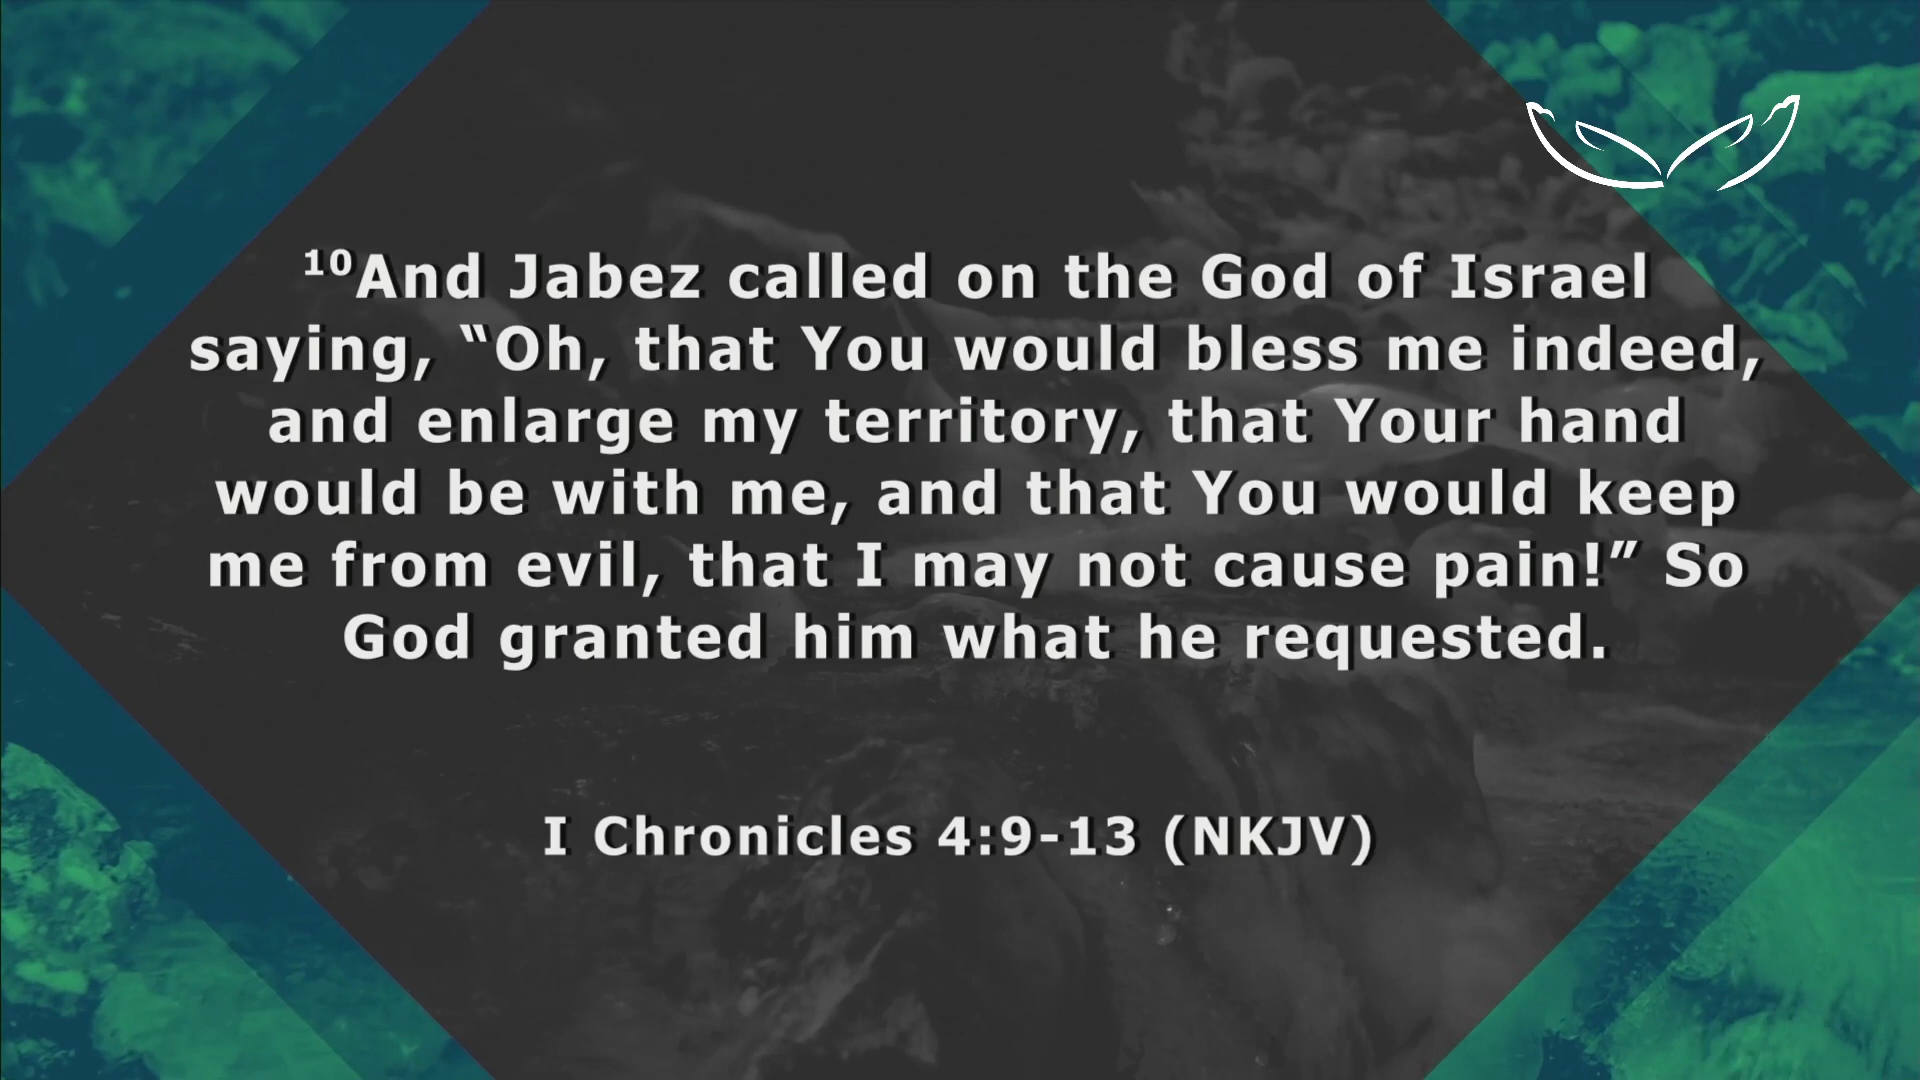 ¹⁰And Jabez called on the God of Israel
saying, “Oh, that You would bless me indeed,
and enlarge my territory, that Your hand
would be with me, and that You would keep
me from evil, that I may not cause pain!” So
God granted him what he requested.
I Chronicles 4:9-13 (NKJV)